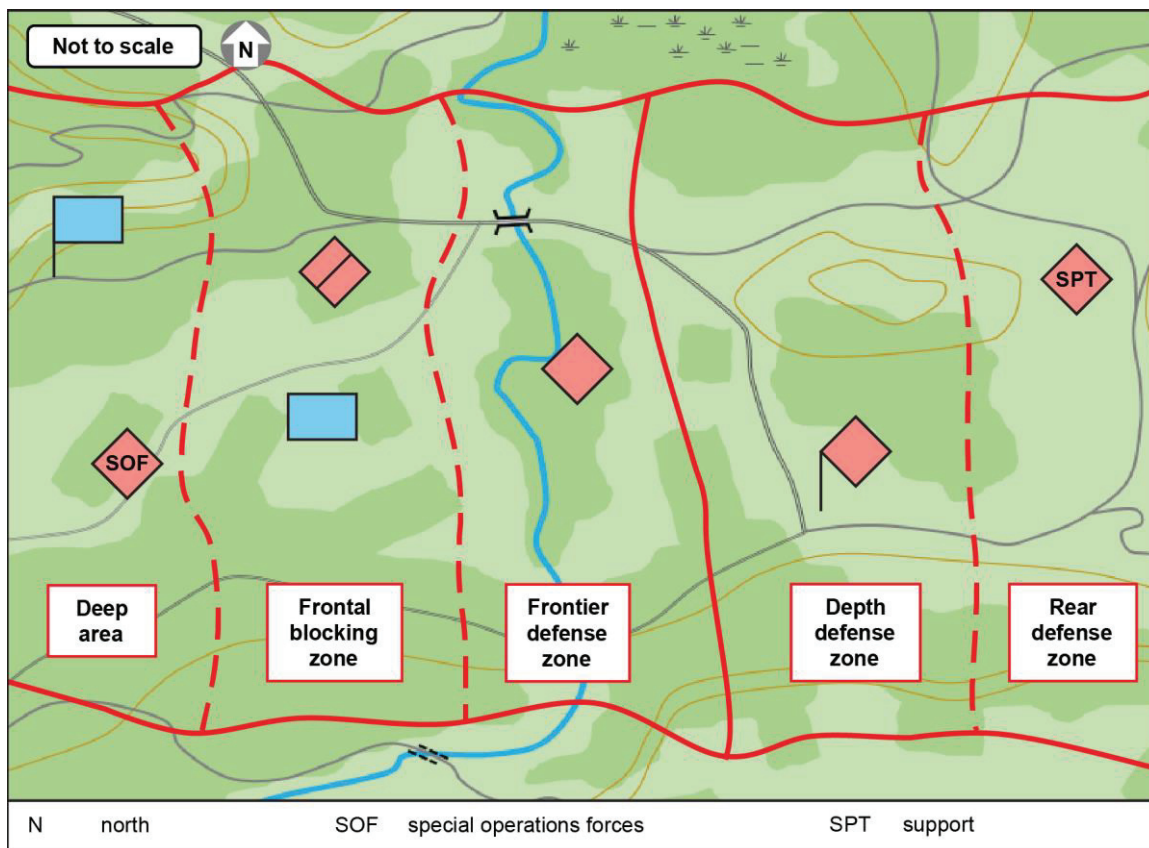 Not to scale
N
SPT
SOF
Deep
area
Frontal
blocking
zone
Frontier
defense
zone
Depth
defense
zone
Rear
defense
zone
N north SOF special operations forces SPT support